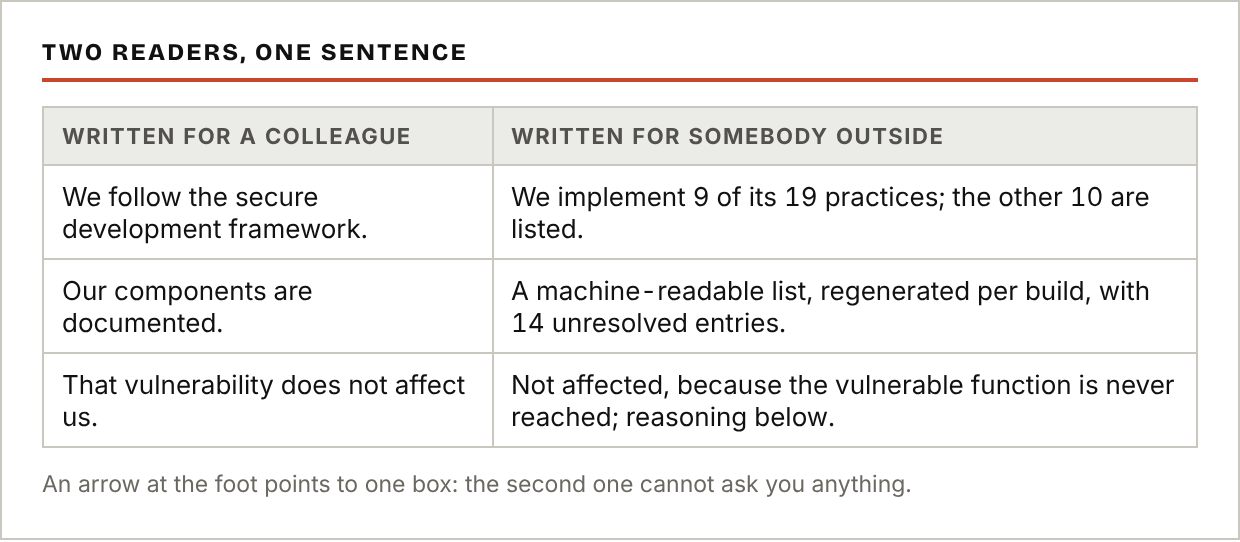 TWO READERS, ONE SENTENCE
WRITTEN FOR A COLLEAGUE
WRITTEN FOR SOMEBODY OUTSIDE
We follow the secure
development framework.
We implement 9 of its 19 practices; the other 10 are
listed.
Our components are
documented.
A machine-readable list, regenerated per build, with
14 unresolved entries.
That vulnerability does not affect
us.
Not affected, because the vulnerable function is never
reached; reasoning below.
An arrow at the foot points to one box: the second one cannot ask you anything.